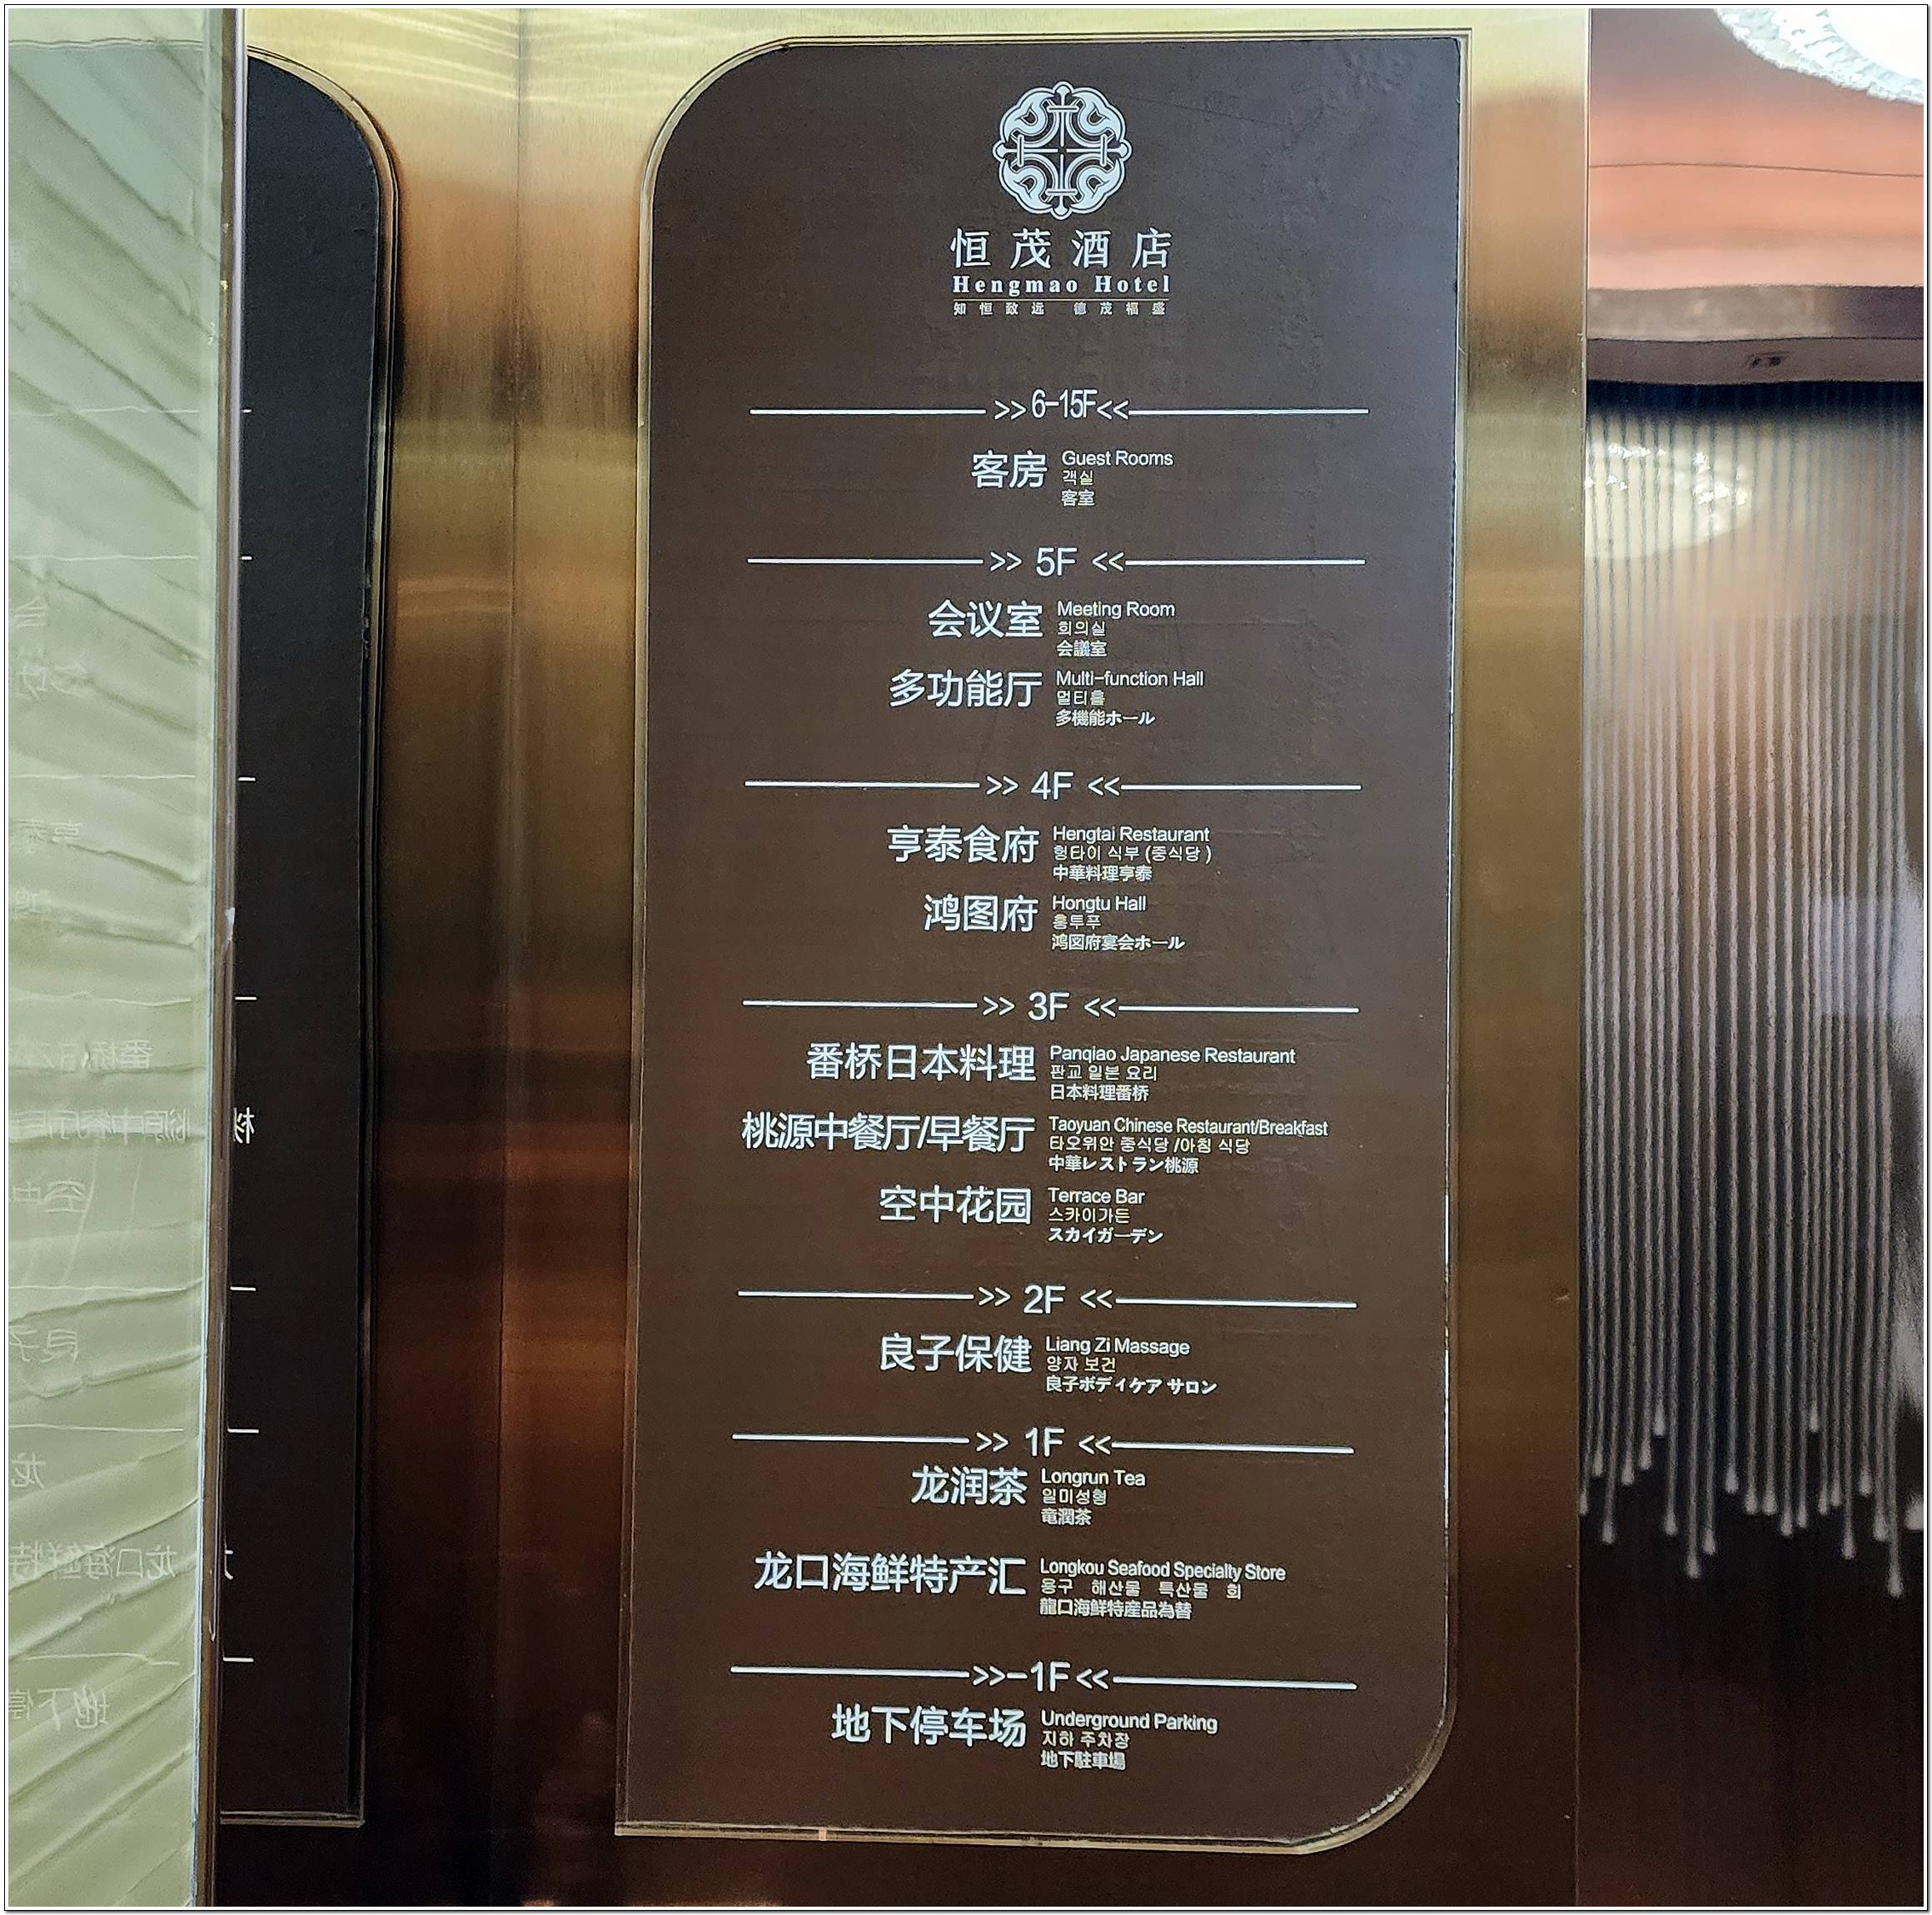 恒茂酒店
Hengmao Hotel
知恒致远 德茂福盛
>>6-15F<<
客房
Guest Rooms
객실
客室
>> 5F <<
会议室
Meeting Room
회의실
会議室
多功能厅
Multi-function Hall
멀티홀
多機能ホール
>> 4F <<
亨泰食府
Hengtai Restaurant
헝타이 식부 (중식당 )
中華料理亨泰
鸿图府
Hongtu Hall
홍투푸
鸿図府宴会ホール
>> 3F <<
番桥日本料理
Panqiao Japanese Restaurant
판교 일본 요리
日本料理番桥
桃源中餐厅/早餐厅
Taoyuan Chinese Restaurant/Breakfast
타오위안 중식당 /아침 식당
中華レストラン桃源
空中花园
Terrace Bar
스카이가든
スカイガーデン
>> 2F <<
良子保健
Liang Zi Massage
양자 보건
良子ボディケア サロン
>> 1F <<
龙润茶
Longrun Tea
일미성형
竜潤茶
龙口海鲜特产汇
Longkou Seafood Specialty Store
용구 해산물 특산물 회
龍口海鮮特産品為替
>>-1F<<
地下停车场
Underground Parking
지하 주차장
地下駐車場